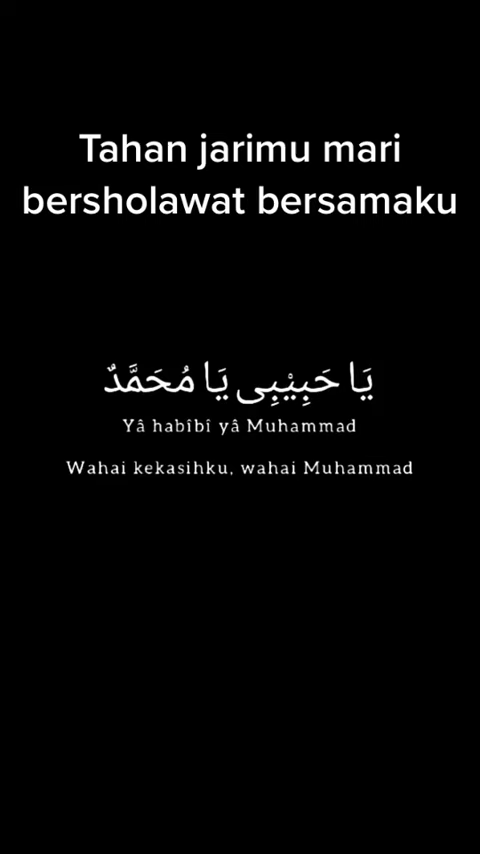 Tahan jarimu mari
bersholawat bersamaku
يَا حَبِيْبِى يَا مُحَمَّدٌ
Yâ habîbî yâ Muhammad
Wahai kekasihku, wahai Muhammad